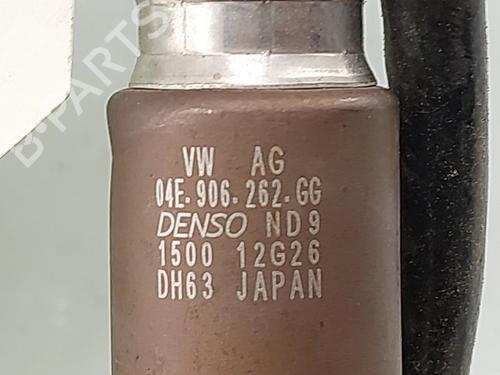 B-PARTS
VW AG
04E.906.262.GG
DENSO ND9
1500 12G26
DH63 JAPAN